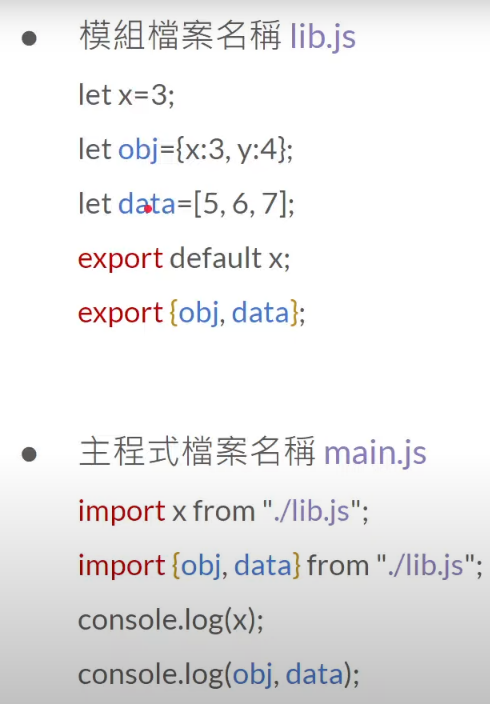 ● 模組檔案名稱 lib.js
let x=3;
let obj={x:3, y:4};
let data=[5, 6, 7];
export default x;
export {obj, data};
● 主程式檔案名稱 main.js
import x from "./lib.js";
import {obj, data} from "./lib.js";
console.log(x);
console.log(obj, data);